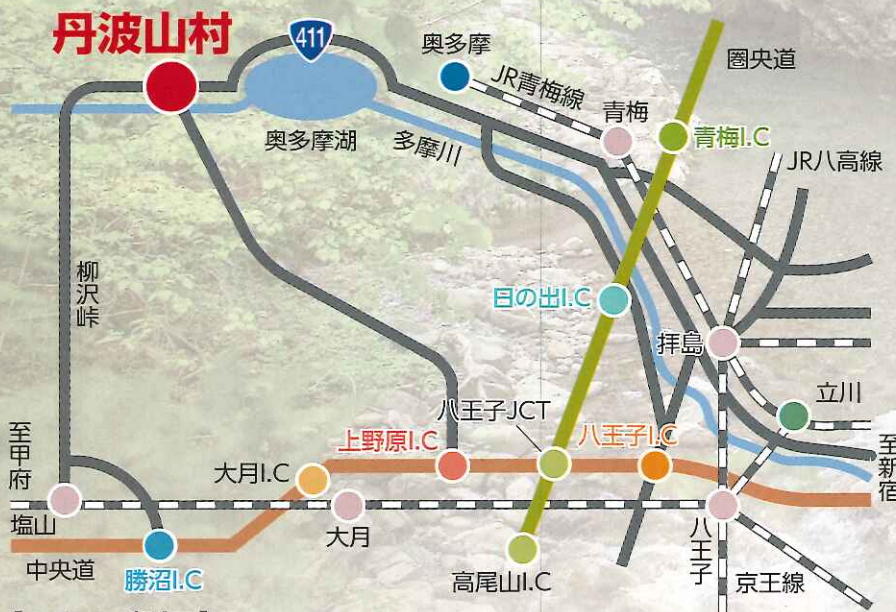 丹波山村
411
奥多摩
圏央道
JR青梅線
青梅
青梅I.C
奥多摩湖
多摩川
JR八高線
柳沢峠
日の出I.C
拝島
立川
八王子JCT
八王子I.C
上野原I.C
大月I.C
至甲府
至新宿
塩山
大月
八王子
中央道
勝沼I.C
高尾山I.C
京王線